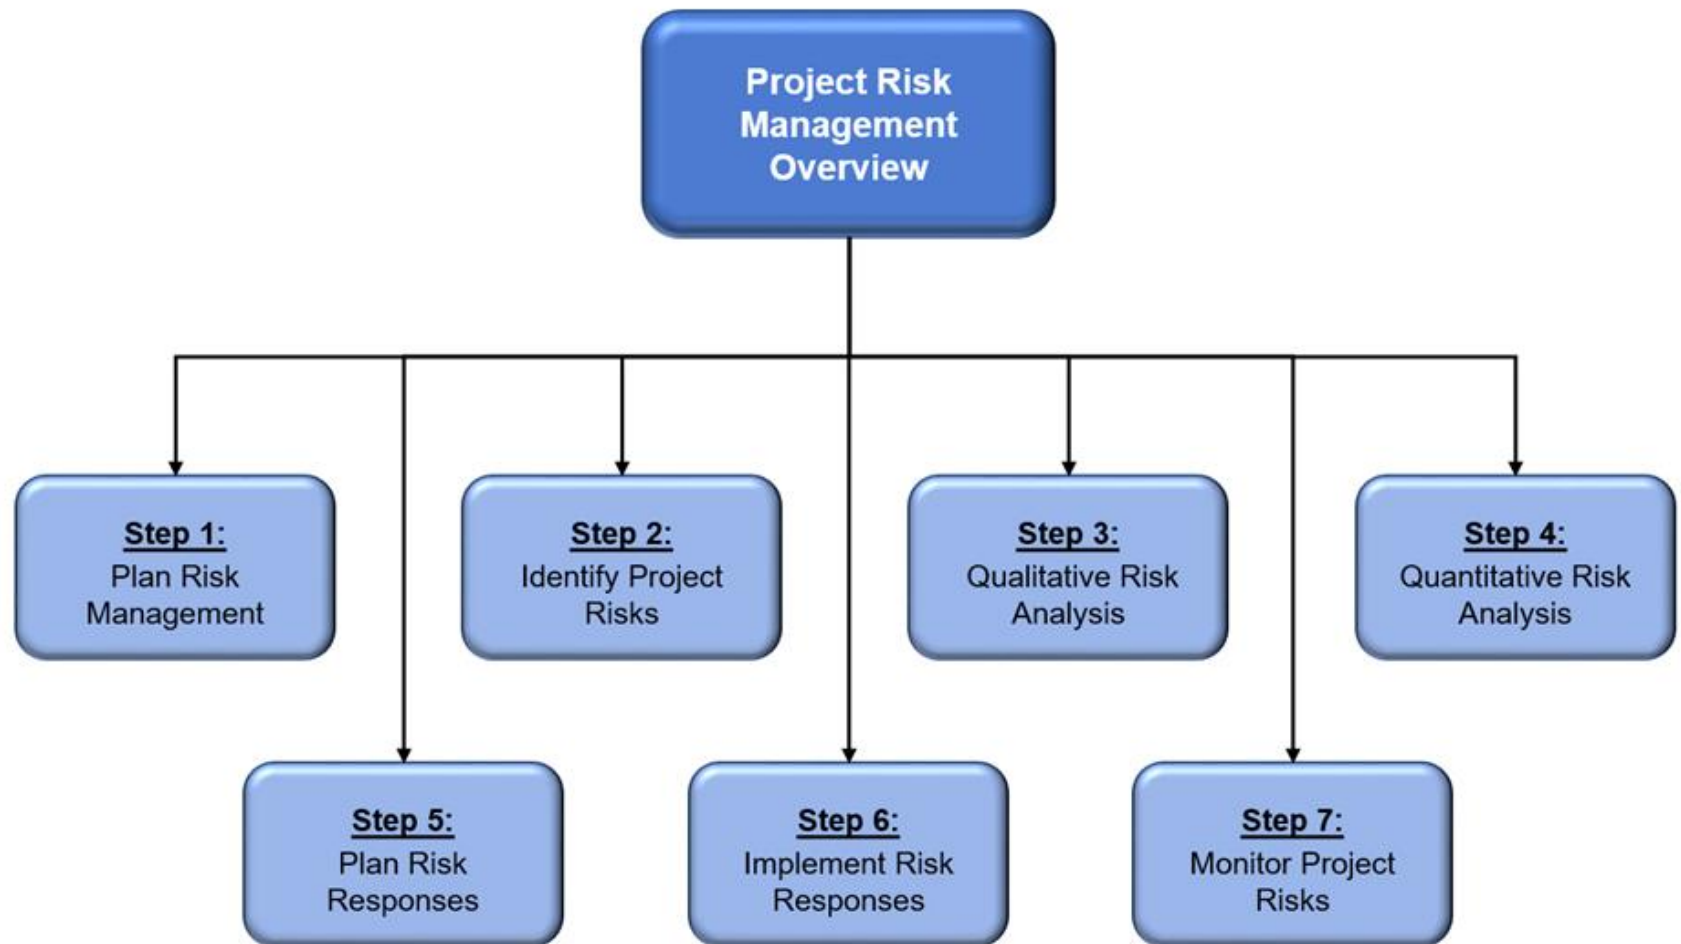 Project Risk
Management
Overview
Step 1:
Plan Risk
Management
Step 2:
Identify Project
Risks
Step 3:
Qualitative Risk
Analysis
Step 4:
Quantitative Risk
Analysis
Step 5:
Plan Risk
Responses
Step 6:
Implement Risk
Responses
Step 7:
Monitor Project
Risks